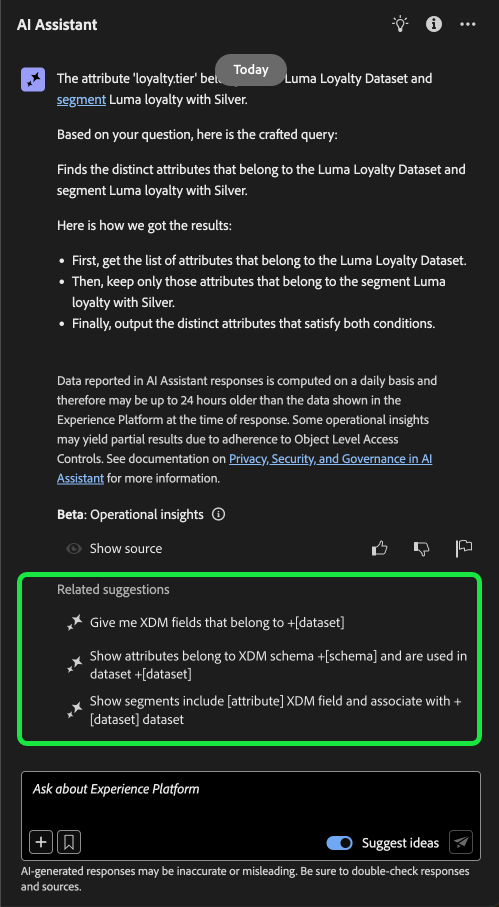 AI Assistant
Today
The attribute 'loyalty.tier' Luma Loyalty Dataset and
segment Luma loyalty with Silver.
Based on your question, here is the crafted query:
Finds the distinct attributes that belong to the Luma Loyalty Dataset and
segment Luma loyalty with Silver.
Here is how we got the results:
• First, get the list of attributes that belong to the Luma Loyalty Dataset.
• Then, keep only those attributes that belong to the segment Luma
loyalty with Silver.
• Finally, output the distinct attributes that satisfy both conditions.
Data reported in AI Assistant responses is computed on a daily basis and
therefore may be up to 24 hours older than the data shown in the
Experience Platform at the time of response. Some operational insights
may yield partial results due to adherence to Object Level Access
Controls. See documentation on Privacy, Security, and Governance in AI
Assistant for more information.
Beta: Operational insights
Show source
Related suggestions
Give me XDM fields that belong to +[dataset]
Show attributes belong to XDM schema +[schema] and are used in
dataset +[dataset]
Show segments include [attribute] XDM field and associate with +
[dataset] dataset
Ask about Experience Platform
Suggest ideas
AI-generated responses may be inaccurate or misleading. Be sure to double-check responses
and sources.